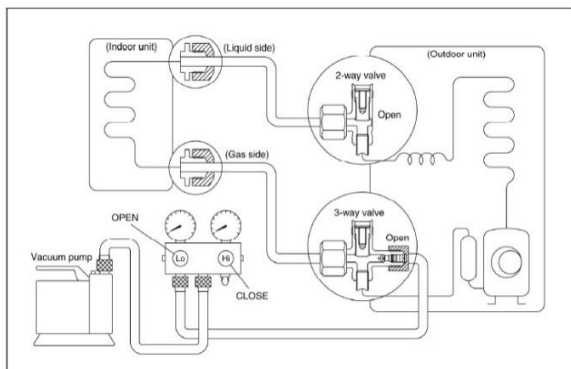 (Indoor unit)
(Liquid side)
(Outdoor unit)
2-way valve
Open
(Gas side)
3-way valve
Open
OPEN
Vacuum pump
Lo
Hi
CLOSE